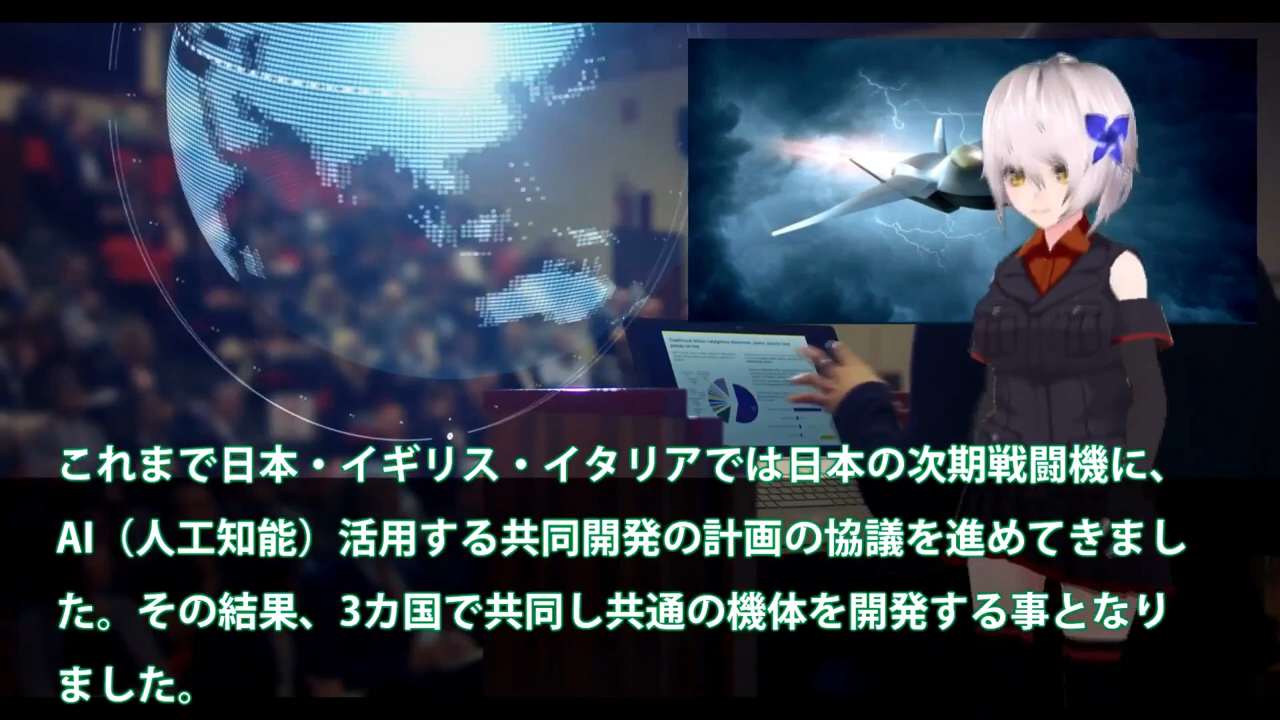 これまで日本・イギリス・イタリアでは日本の次期戦闘機に、
AI（人工知能）活用する共同開発の計画の協議を進めてきまし
た。その結果、3カ国で共同し共通の機体を開発する事となり
ました。